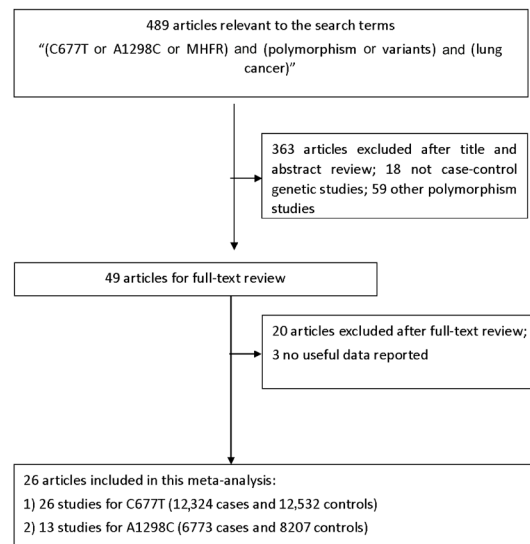 489 articles relevant to the search terms
“(C677T or A1298C or MHFR) and (polymorphism or variants) and (lung
cancer)”
363 articles excluded after title and
abstract review; 18 not case-control
genetic studies; 59 other polymorphism
studies
49 articles for full-text review
20 articles excluded after full-text review;
3 no useful data reported
26 articles included in this meta-analysis:
1) 26 studies for C677T (12,324 cases and 12,532 controls)
2) 13 studies for A1298C (6773 cases and 8207 controls)